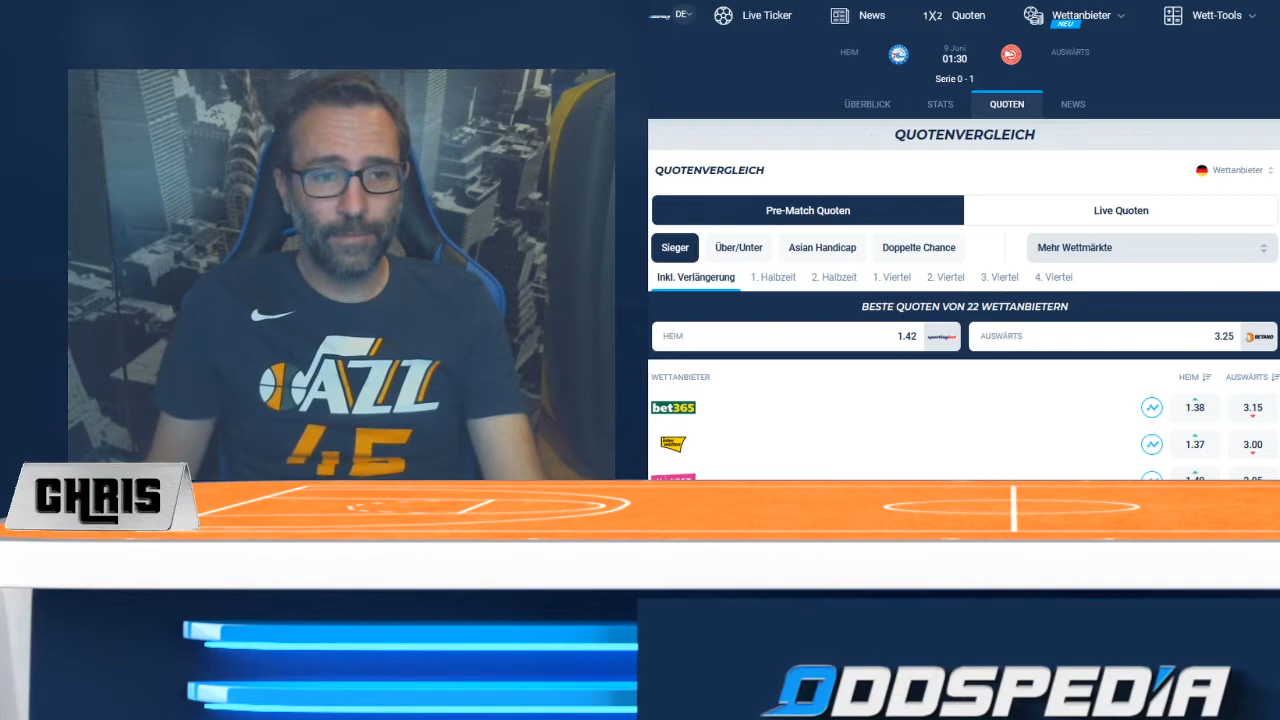 DE
Live Ticker
News
1X2 Quoten
Wettanbieter
NEU
Wett-Tools
HEIM
9 Juni
01:30
AUSWÄRTS
Serie 0 - 1
ÜBERBLICK
STATS
QUOTEN
NEWS
QUOTENVERGLEICH
QUOTENVERGLEICH
Wettanbieter
Pre-Match Quoten
Live Quoten
Sieger
Über/Unter
Asian Handicap
Doppelte Chance
Mehr Wettmärkte
Inkl. Verlängerung
1. Halbzeit
2. Halbzeit
1. Viertel
2. Viertel
3. Viertel
4. Viertel
BESTE QUOTEN VON 22 WETTANBIETERN
HEIM
1.42
sportingbet
AUSWÄRTS
3.25
BETANO
WETTANBIETER
HEIM
AUSWÄRTS
bet365
1.38
3.15
inter wetten
1.37
3.00
JAZZ
45
CHRIS
ODDSPEDIA